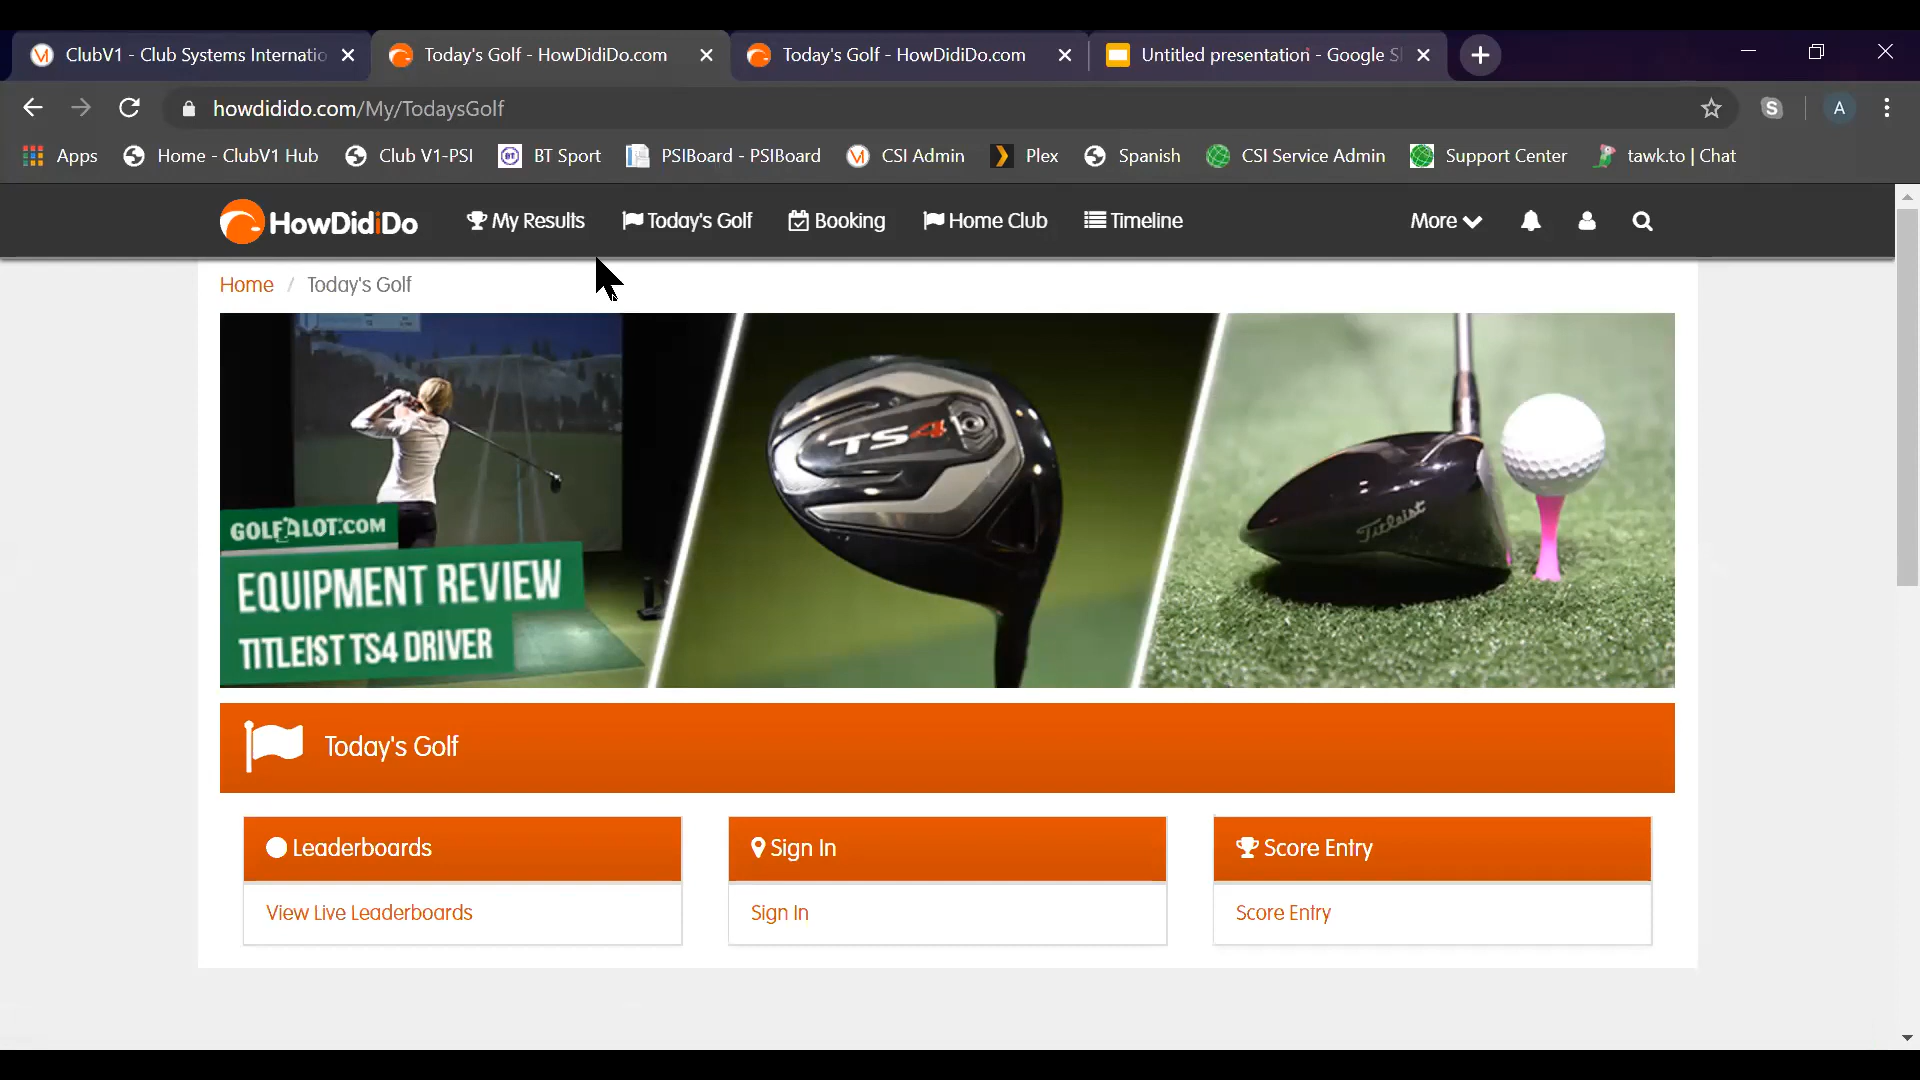 ClubV1 - Club Systems Internatio
Today's Golf - HowDidiDo.com
Today's Golf - HowDidiDo.com
Untitled presentation - Google Sl
howdidido.com/My/TodaysGolf
A
Apps
Home - ClubV1 Hub
Club V1-PSI
BT Sport
PSIBoard - PSIBoard
CSI Admin
Plex
Spanish
CSI Service Admin
Support Center
tawk.to | Chat
HowDidiDo
My Results
Today's Golf
Booking
Home Club
Timeline
More
Home / Today's Golf
GOLFALOT.COM
EQUIPMENT REVIEW
TITLEIST TS4 DRIVER
TS4
Titleist
Today's Golf
Leaderboards
View Live Leaderboards
Sign In
Sign In
Score Entry
Score Entry